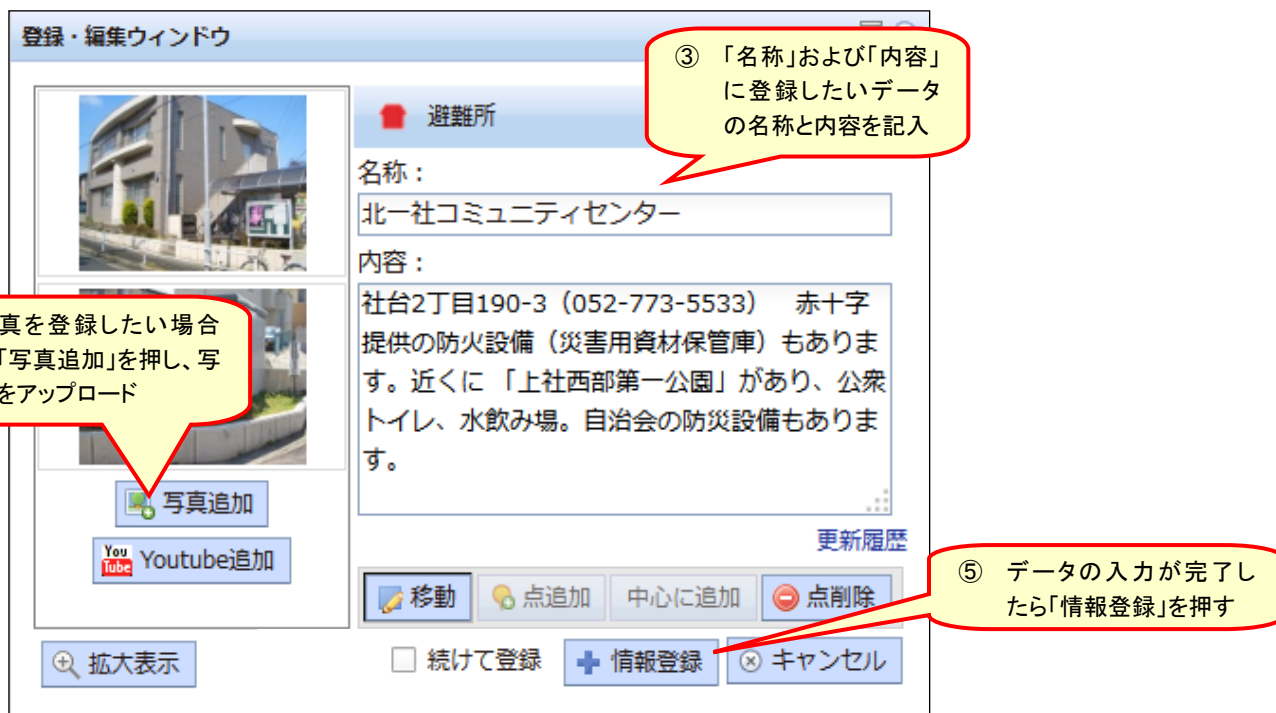 登録・編集ウィンドウ
③ 「名称」および「内容」
に登録したいデータ
の名称と内容を記入
避難所
名称：
北一社コミュニティセンター
内容：
社台2丁目190-3（052-773-5533） 赤十字
提供の防火設備（災害用資材保管庫）もありま
す。近くに 「上社西部第一公園」があり、公衆
トイレ、水飲み場。自治会の防災設備もありま
す。
真を登録したい場合
「写真追加」を押し、写
をアップロード
写真追加
You Tube Youtube追加
更新履歴
移動 点追加 中心に追加 点削除
⑤ データの入力が完了し
たら「情報登録」を押す
拡大表示 続けて登録 情報登録 キャンセル